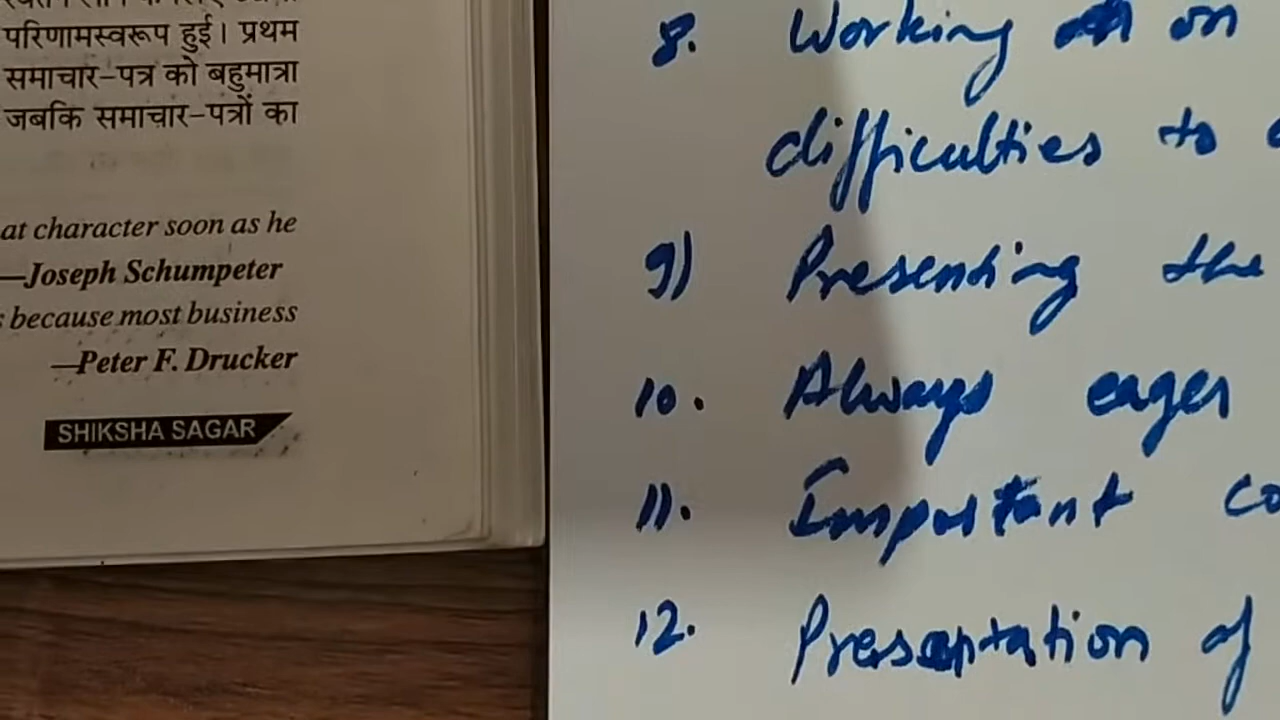 परिणामस्वरूप हुई। प्रथम
समाचार-पत्र को बहुमात्रा
जबकि समाचार-पत्रों का
at character soon as he
—Joseph Schumpeter
because most business
—Peter F. Drucker
SHIKSHA SAGAR
8. Working on
difficulties to
9) Presenting the
10. Always eager
11. Important co
12. Presentation of